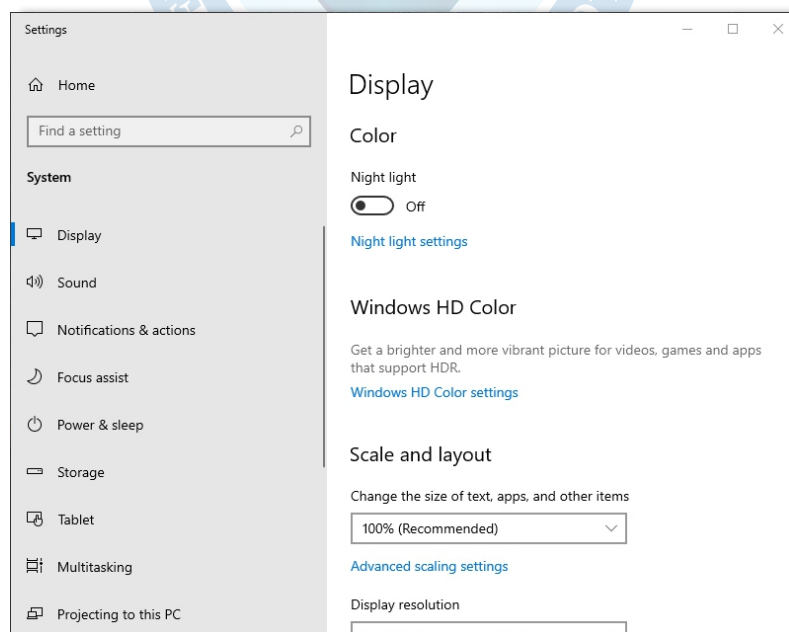 Settings
Home
Find a setting
System
Display
Sound
Notifications & actions
Focus assist
Power & sleep
Storage
Tablet
Multitasking
Projecting to this PC
Display
Color
Night light
Off
Night light settings
Windows HD Color
Get a brighter and more vibrant picture for videos, games and apps
that support HDR.
Windows HD Color settings
Scale and layout
Change the size of text, apps, and other items
100% (Recommended)
Advanced scaling settings
Display resolution